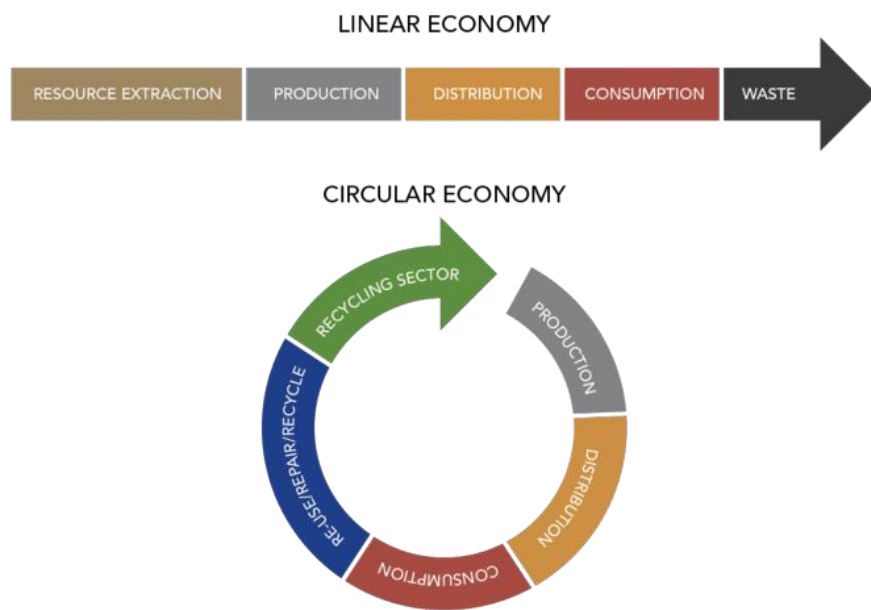 LINEAR ECONOMY
RESOURCE EXTRACTION
PRODUCTION
DISTRIBUTION
CONSUMPTION
WASTE
CIRCULAR ECONOMY
PRODUCTION
DISTRIBUTION
CONSUMPTION
RE-USE/REPAIR/RECYCLE
RECYCLING SECTOR